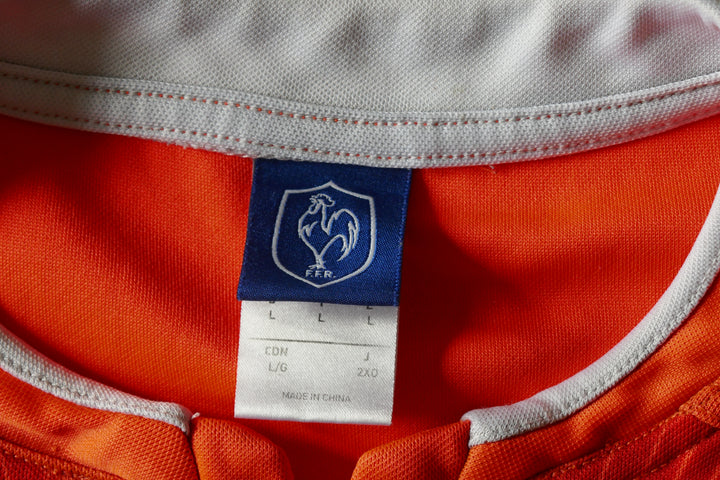 F.F.R.
L L L
CDN J
L/G 2XO
MADE IN CHINA